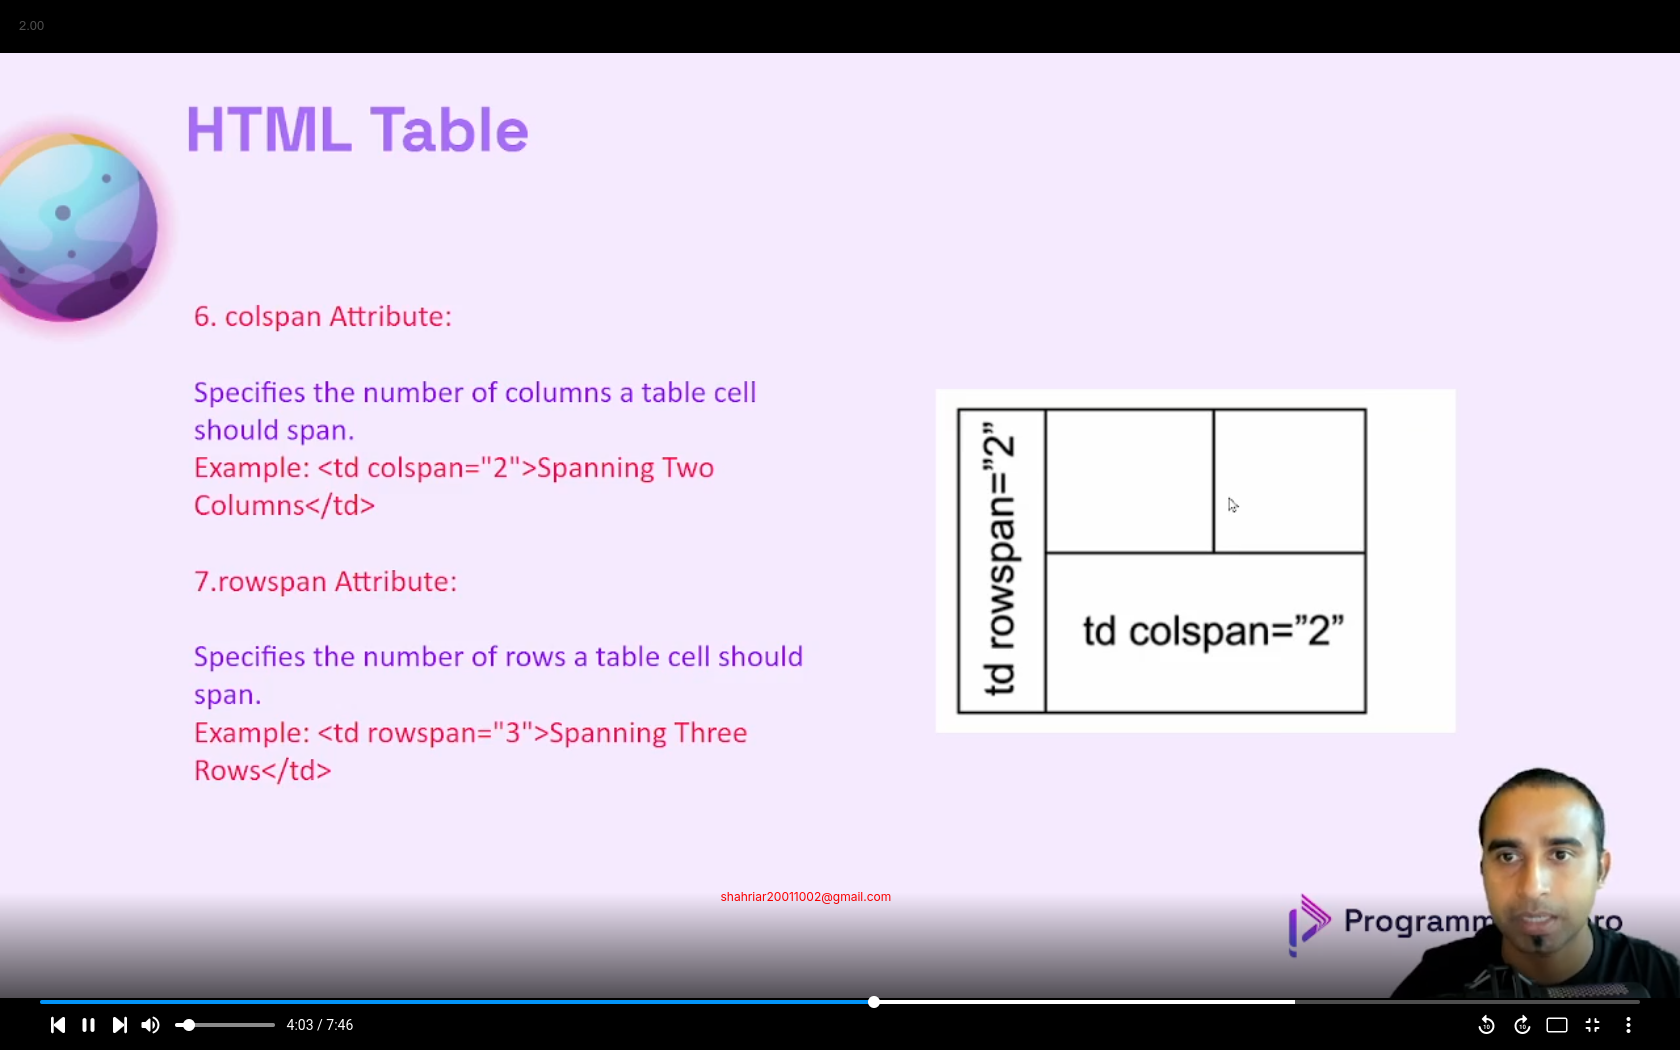 2.00
HTML Table
6. colspan Attribute:
Specifies the number of columns a table cell
should span.
Example: <td colspan="2">Spanning Two
Columns</td>
7.rowspan Attribute:
Specifies the number of rows a table cell should
span.
Example: <td rowspan="3">Spanning Three
Rows</td>
td rowspan=”2”
td colspan=”2”
shahriar20011002@gmail.com
4:03 / 7:46
10
10